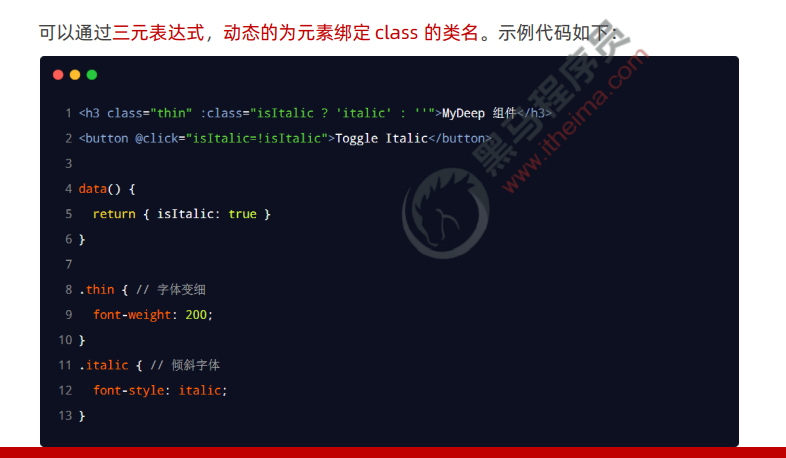 可以通过三元表达式，动态的为元素绑定 class 的类名。示例代码如下：
1 <h3 class="thin" :class="isItalic ? 'italic' : ''">MyDeep 组件</h3>
2 <button @click="isItalic=!isItalic">Toggle Italic</button>
3
4 data() {
5   return { isItalic: true }
6 }
7
8 .thin { // 字体变细
9   font-weight: 200;
10 }
11 .italic { // 倾斜字体
12   font-style: italic;
13 }
黑马程序员
www.itheima.com